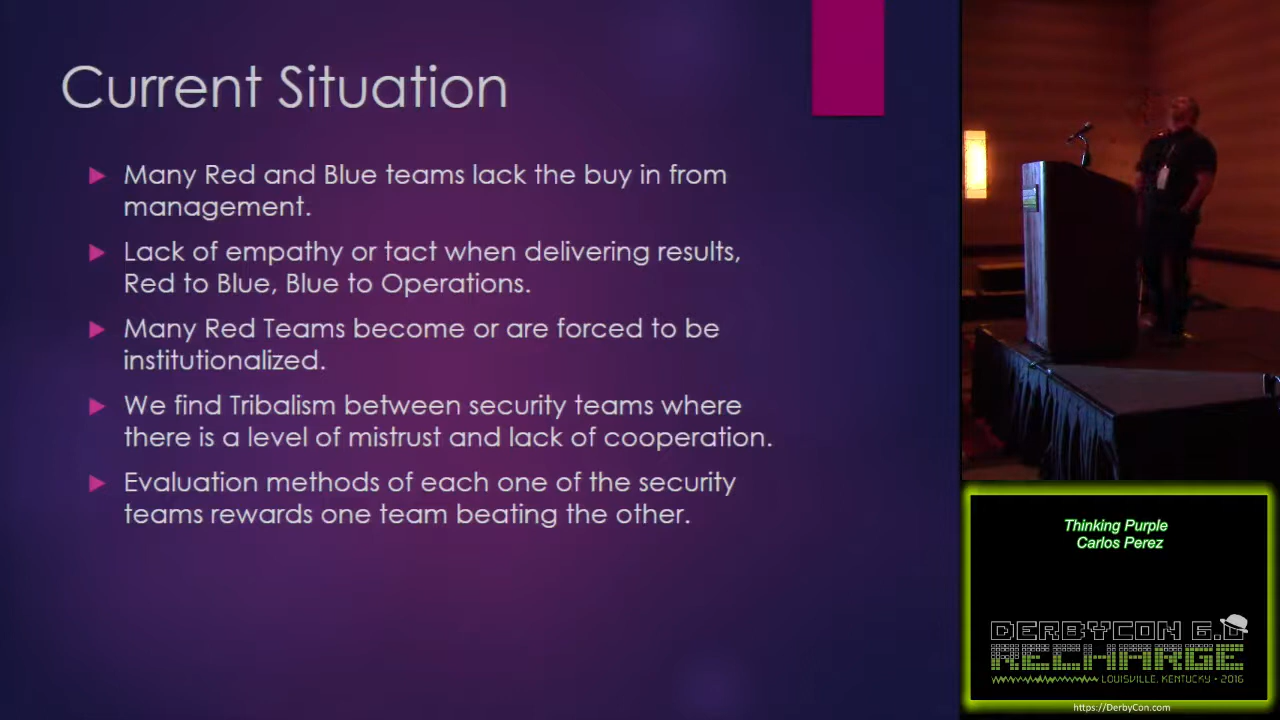 Current Situation
Many Red and Blue teams lack the buy in from
management.
Lack of empathy or tact when delivering results,
Red to Blue, Blue to Operations.
Many Red Teams become or are forced to be
institutionalized.
We find Tribalism between security teams where
there is a level of mistrust and lack of cooperation.
Evaluation methods of each one of the security
teams rewards one team beating the other.
Thinking Purple
Carlos Perez
DERBYCON 6.0
RECHARGE
LOUISVILLE, KENTUCKY • 2016
https://DerbyCon.com